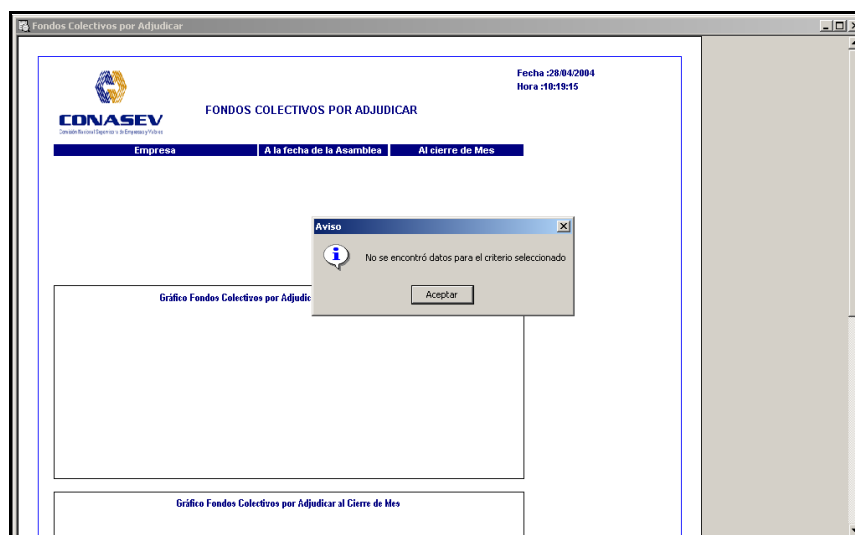 Fondos Colectivos por Adjudicar
Fecha :28/04/2004
Hora :10:19:15
CONASEV
FONDOS COLECTIVOS POR ADJUDICAR
Empresa A la fecha de la Asamblea Al cierre de Mes
Aviso
No se encontró datos para el criterio seleccionado
Aceptar
Gráfico Fondos Colectivos por Adjudic
Gráfico Fondos Colectivos por Adjudicar al Cierre de Mes